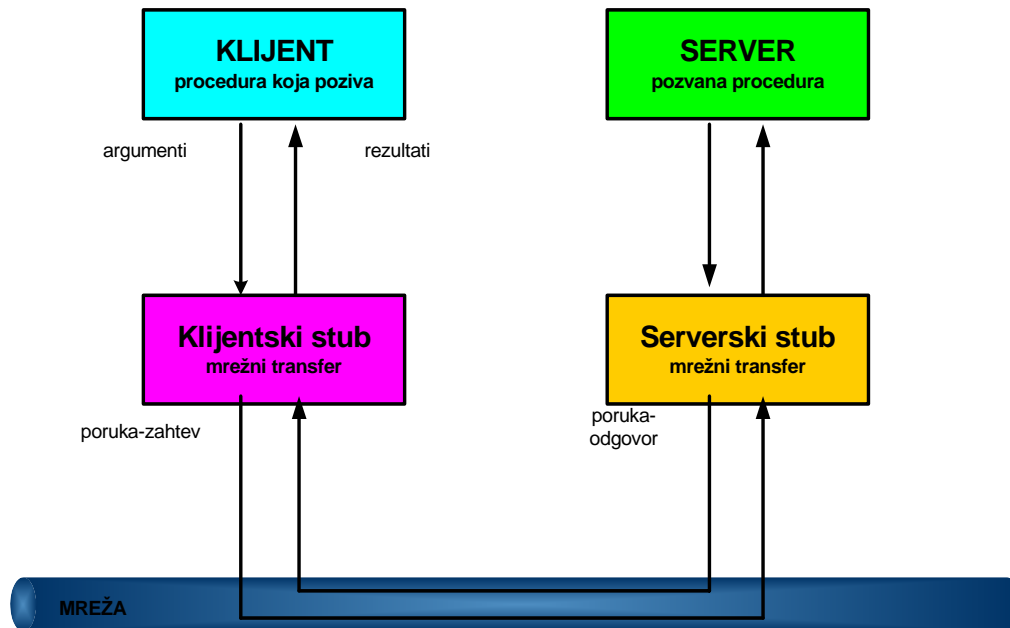 KLIJENT
procedura koja poziva
SERVER
pozvana procedura
argumenti
rezultati
Klijentski stub
mrežni transfer
Serverski stub
mrežni transfer
poruka-zahtev
poruka-
odgovor
MREŽA